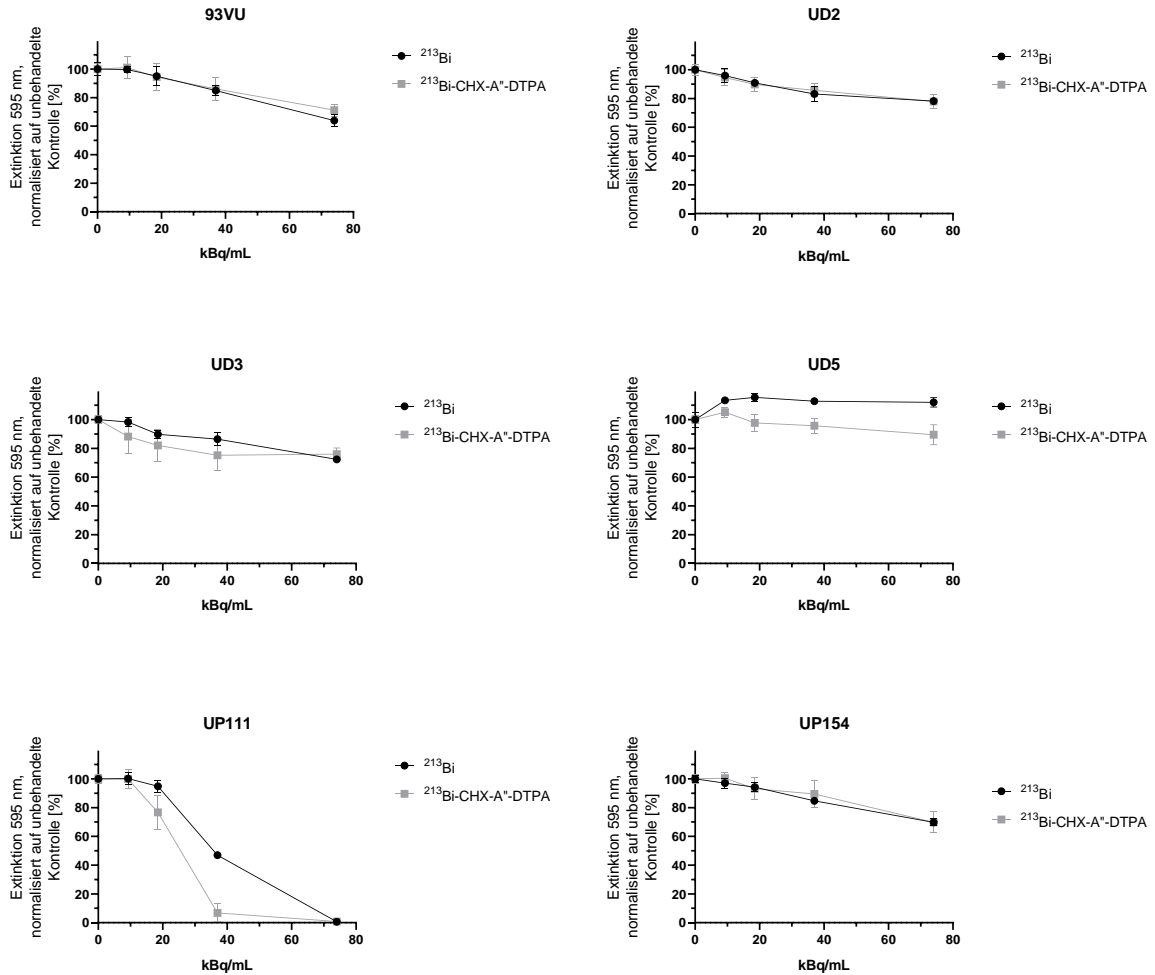 93VU
Extinktion 595 nm,
normalisiert auf unbehandelte
Kontrolle [%]
100
80
60
40
20
0
0 20 40 60 80
kBq/mL
213Bi
213Bi-CHX-A"-DTPA
UD2
Extinktion 595 nm,
normalisiert auf unbehandelte
Kontrolle [%]
100
80
60
40
20
0
0 20 40 60 80
kBq/mL
213Bi
213Bi-CHX-A"-DTPA
UD3
Extinktion 595 nm,
normalisiert auf unbehandelte
Kontrolle [%]
100
80
60
40
20
0
0 20 40 60 80
kBq/mL
213Bi
213Bi-CHX-A"-DTPA
UD5
Extinktion 595 nm,
normalisiert auf unbehandelte
Kontrolle [%]
100
80
60
40
20
0
0 20 40 60 80
kBq/mL
213Bi
213Bi-CHX-A"-DTPA
UP111
Extinktion 595 nm,
normalisiert auf unbehandelte
Kontrolle [%]
100
80
60
40
20
0
0 20 40 60 80
kBq/mL
213Bi
213Bi-CHX-A"-DTPA
UP154
Extinktion 595 nm,
normalisiert auf unbehandelte
Kontrolle [%]
100
80
60
40
20
0
0 20 40 60 80
kBq/mL
213Bi
213Bi-CHX-A"-DTPA